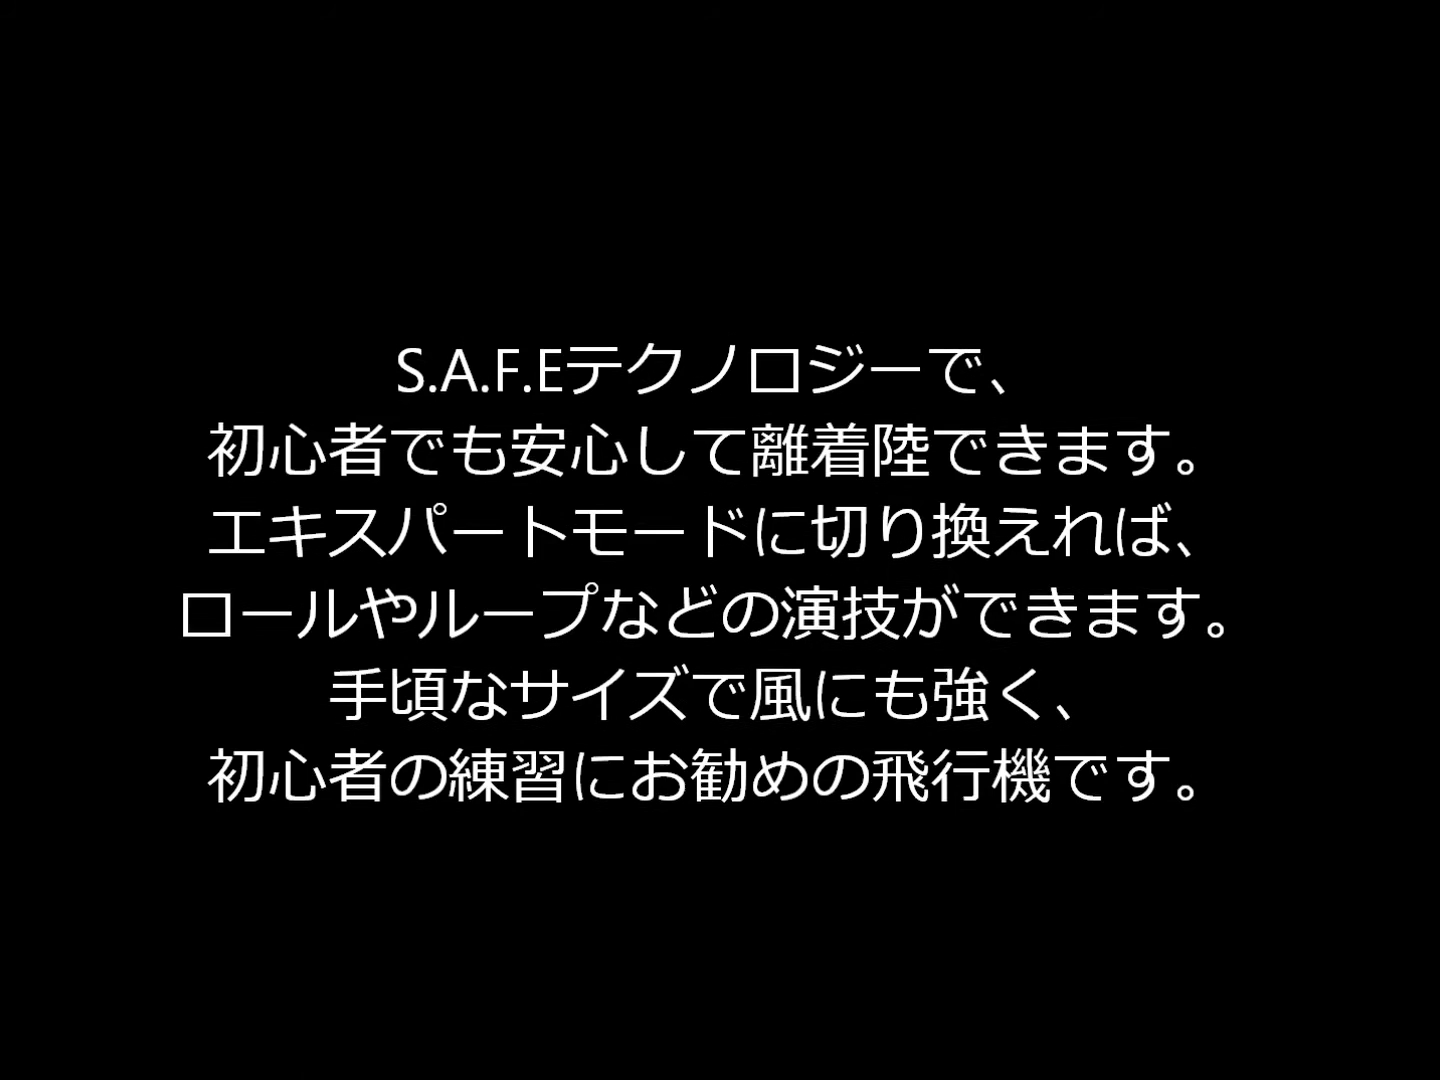 S.A.F.Eテクノロジーで、
初心者でも安心して離着陸できます。
エキスパートモードに切り換えれば、
ロールやループなどの演技ができます。
手頃なサイズで風にも強く、
初心者の練習にお勧めの飛行機です。